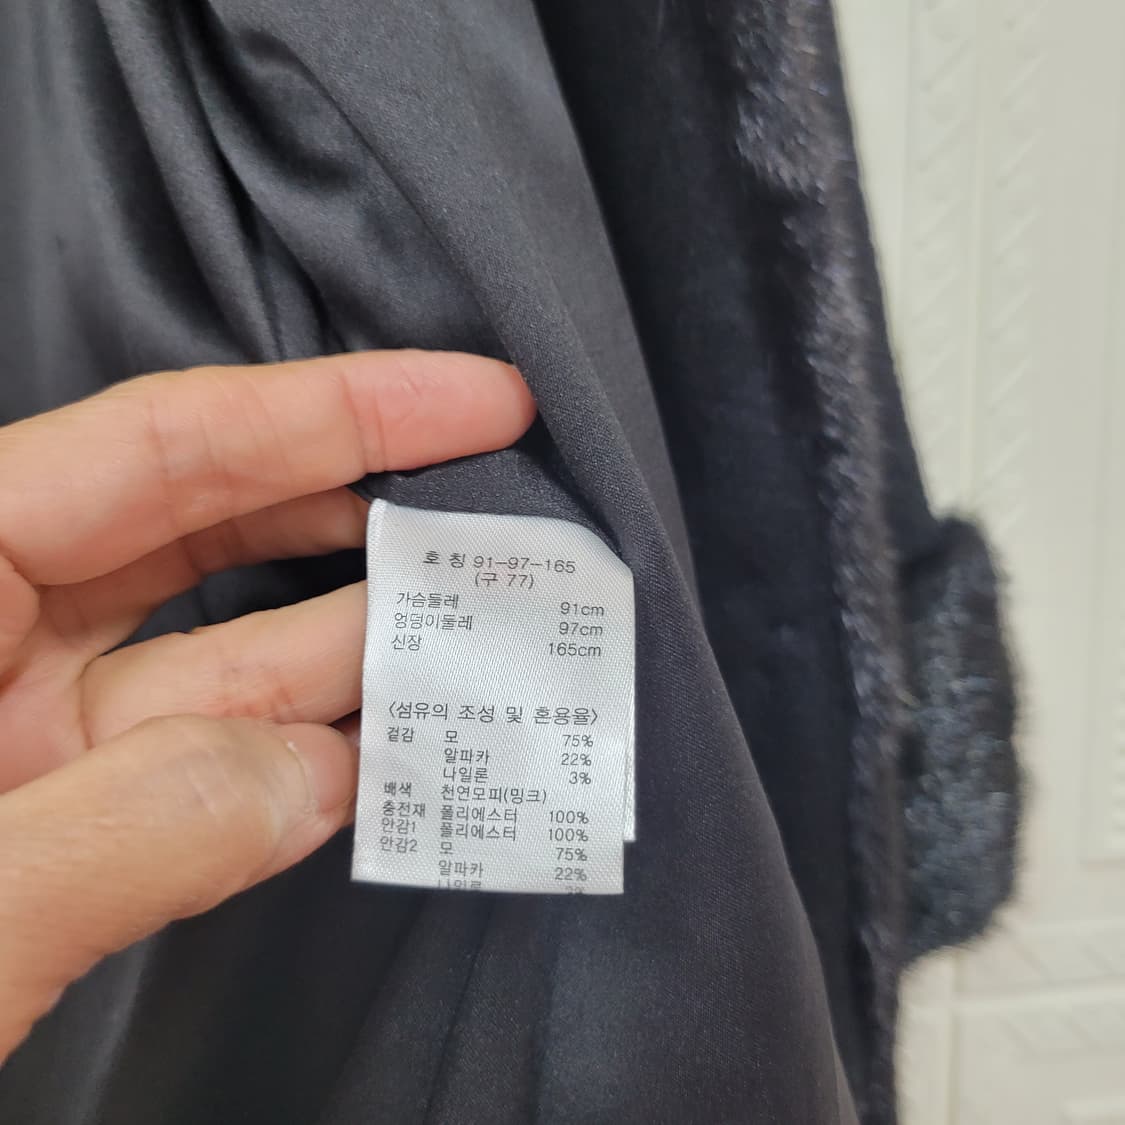 호 칭 91-97-165
(구 77)
가슴둘레 91cm
엉덩이둘레 97cm
신장 165cm
<섬유의 조성 및 혼용율>
겉감 모 75%
알파카 22%
나일론 3%
배색 천연모피(밍크)
충전재 폴리에스터 100%
안감1 폴리에스터 100%
안감2 모 75%
알파카 22%